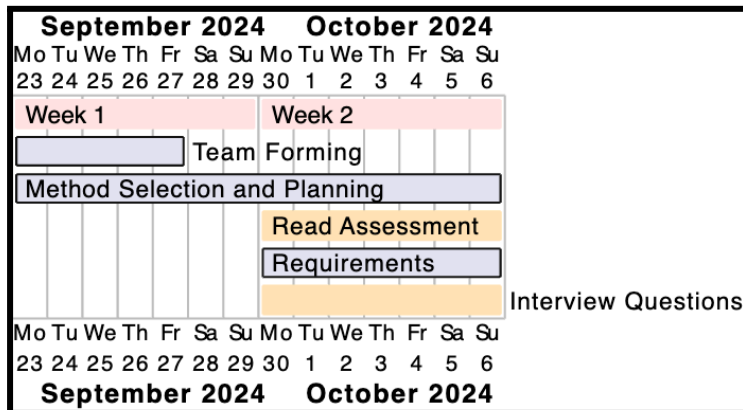 September 2024 October 2024
Mo Tu We Th Fr Sa Su Mo Tu We Th Fr Sa Su
23 24 25 26 27 28 29 30 1 2 3 4 5 6
Week 1 Week 2
Team Forming
Method Selection and Planning
Read Assessment
Requirements
Interview Questions
Mo Tu We Th Fr Sa Su Mo Tu We Th Fr Sa Su
23 24 25 26 27 28 29 30 1 2 3 4 5 6
September 2024 October 2024